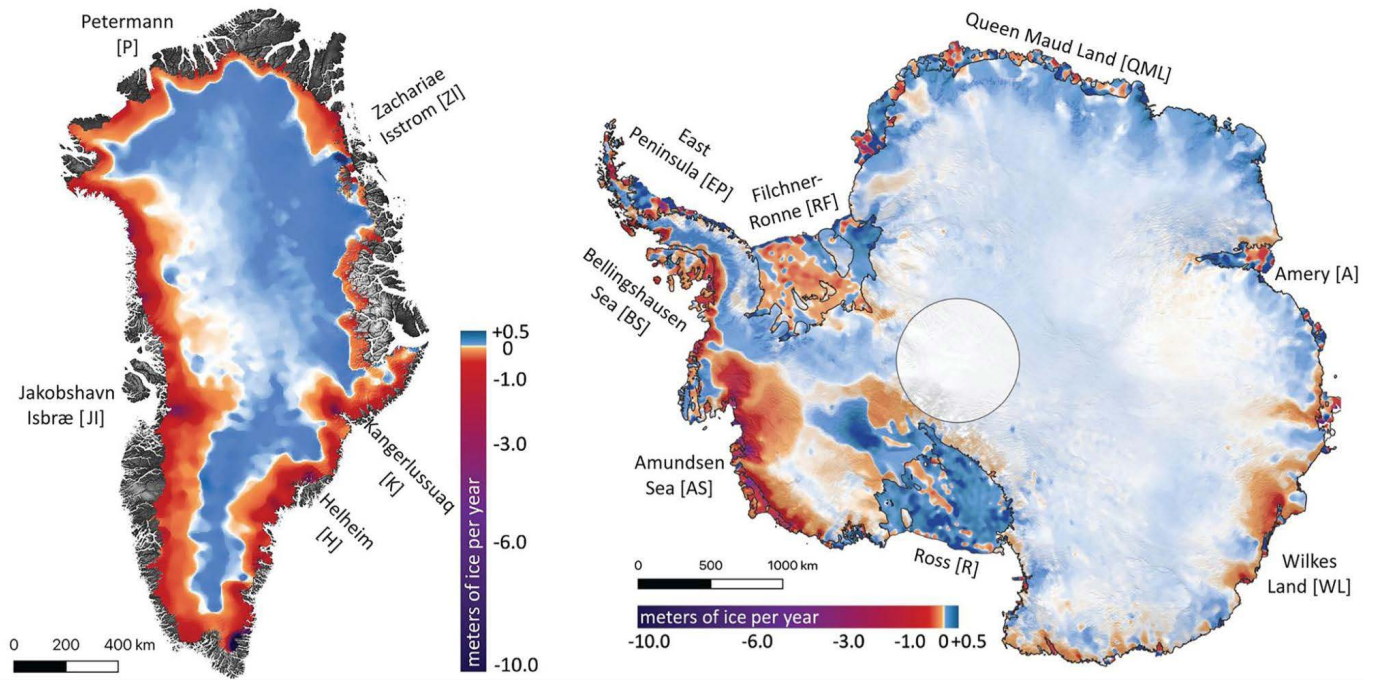 Petermann
[P]
Zachariae
Isstrom [ZI]
Jakobshavn
Isbræ [JI]
Kangerlussuaq
[K]
Helheim
[H]
0 200 400 km
+0.5
0
-1.0
-3.0
-6.0
-10.0
meters of ice per year
Queen Maud Land [QML]
East
Peninsula [EP]
Filchner-
Ronne [RF]
Bellingshausen
Sea [BS]
Amery [A]
Amundsen
Sea [AS]
Ross [R]
Wilkes
Land [WL]
0 500 1000 km
meters of ice per year
-10.0 -6.0 -3.0 -1.0 0 +0.5